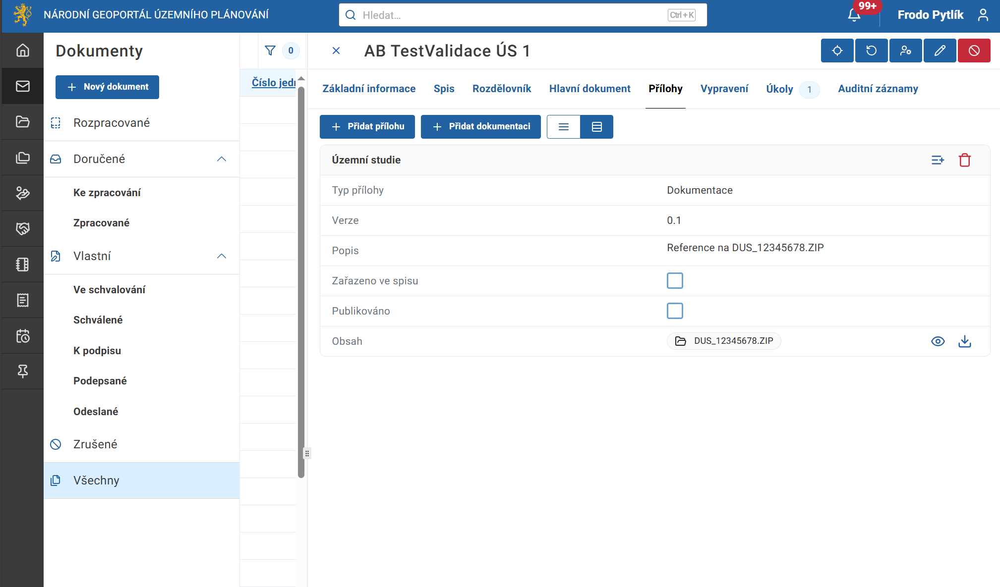 NÁRODNÍ GEOPORTÁL ÚZEMNÍHO PLÁNOVÁNÍ
Hledat...
Ctrl+K
99+
Frodo Pytlík
Dokumenty
Nový dokument
Rozpracované
Doručené
Ke zpracování
Zpracované
Vlastní
Ve schvalování
Schválené
K podpisu
Podepsané
Odeslané
Zrušené
Všechny
0
Číslo jedn
AB TestValidace ÚS 1
Základní informace Spis Rozdělovník Hlavní dokument Přílohy Vypravení Úkoly 1 Auditní záznamy
Přidat přílohu Přidat dokumentaci
Územní studie
Typ přílohy Dokumentace
Verze 0.1
Popis Reference na DUS_12345678.ZIP
Zařazeno ve spisu
Publikováno
Obsah DUS_12345678.ZIP